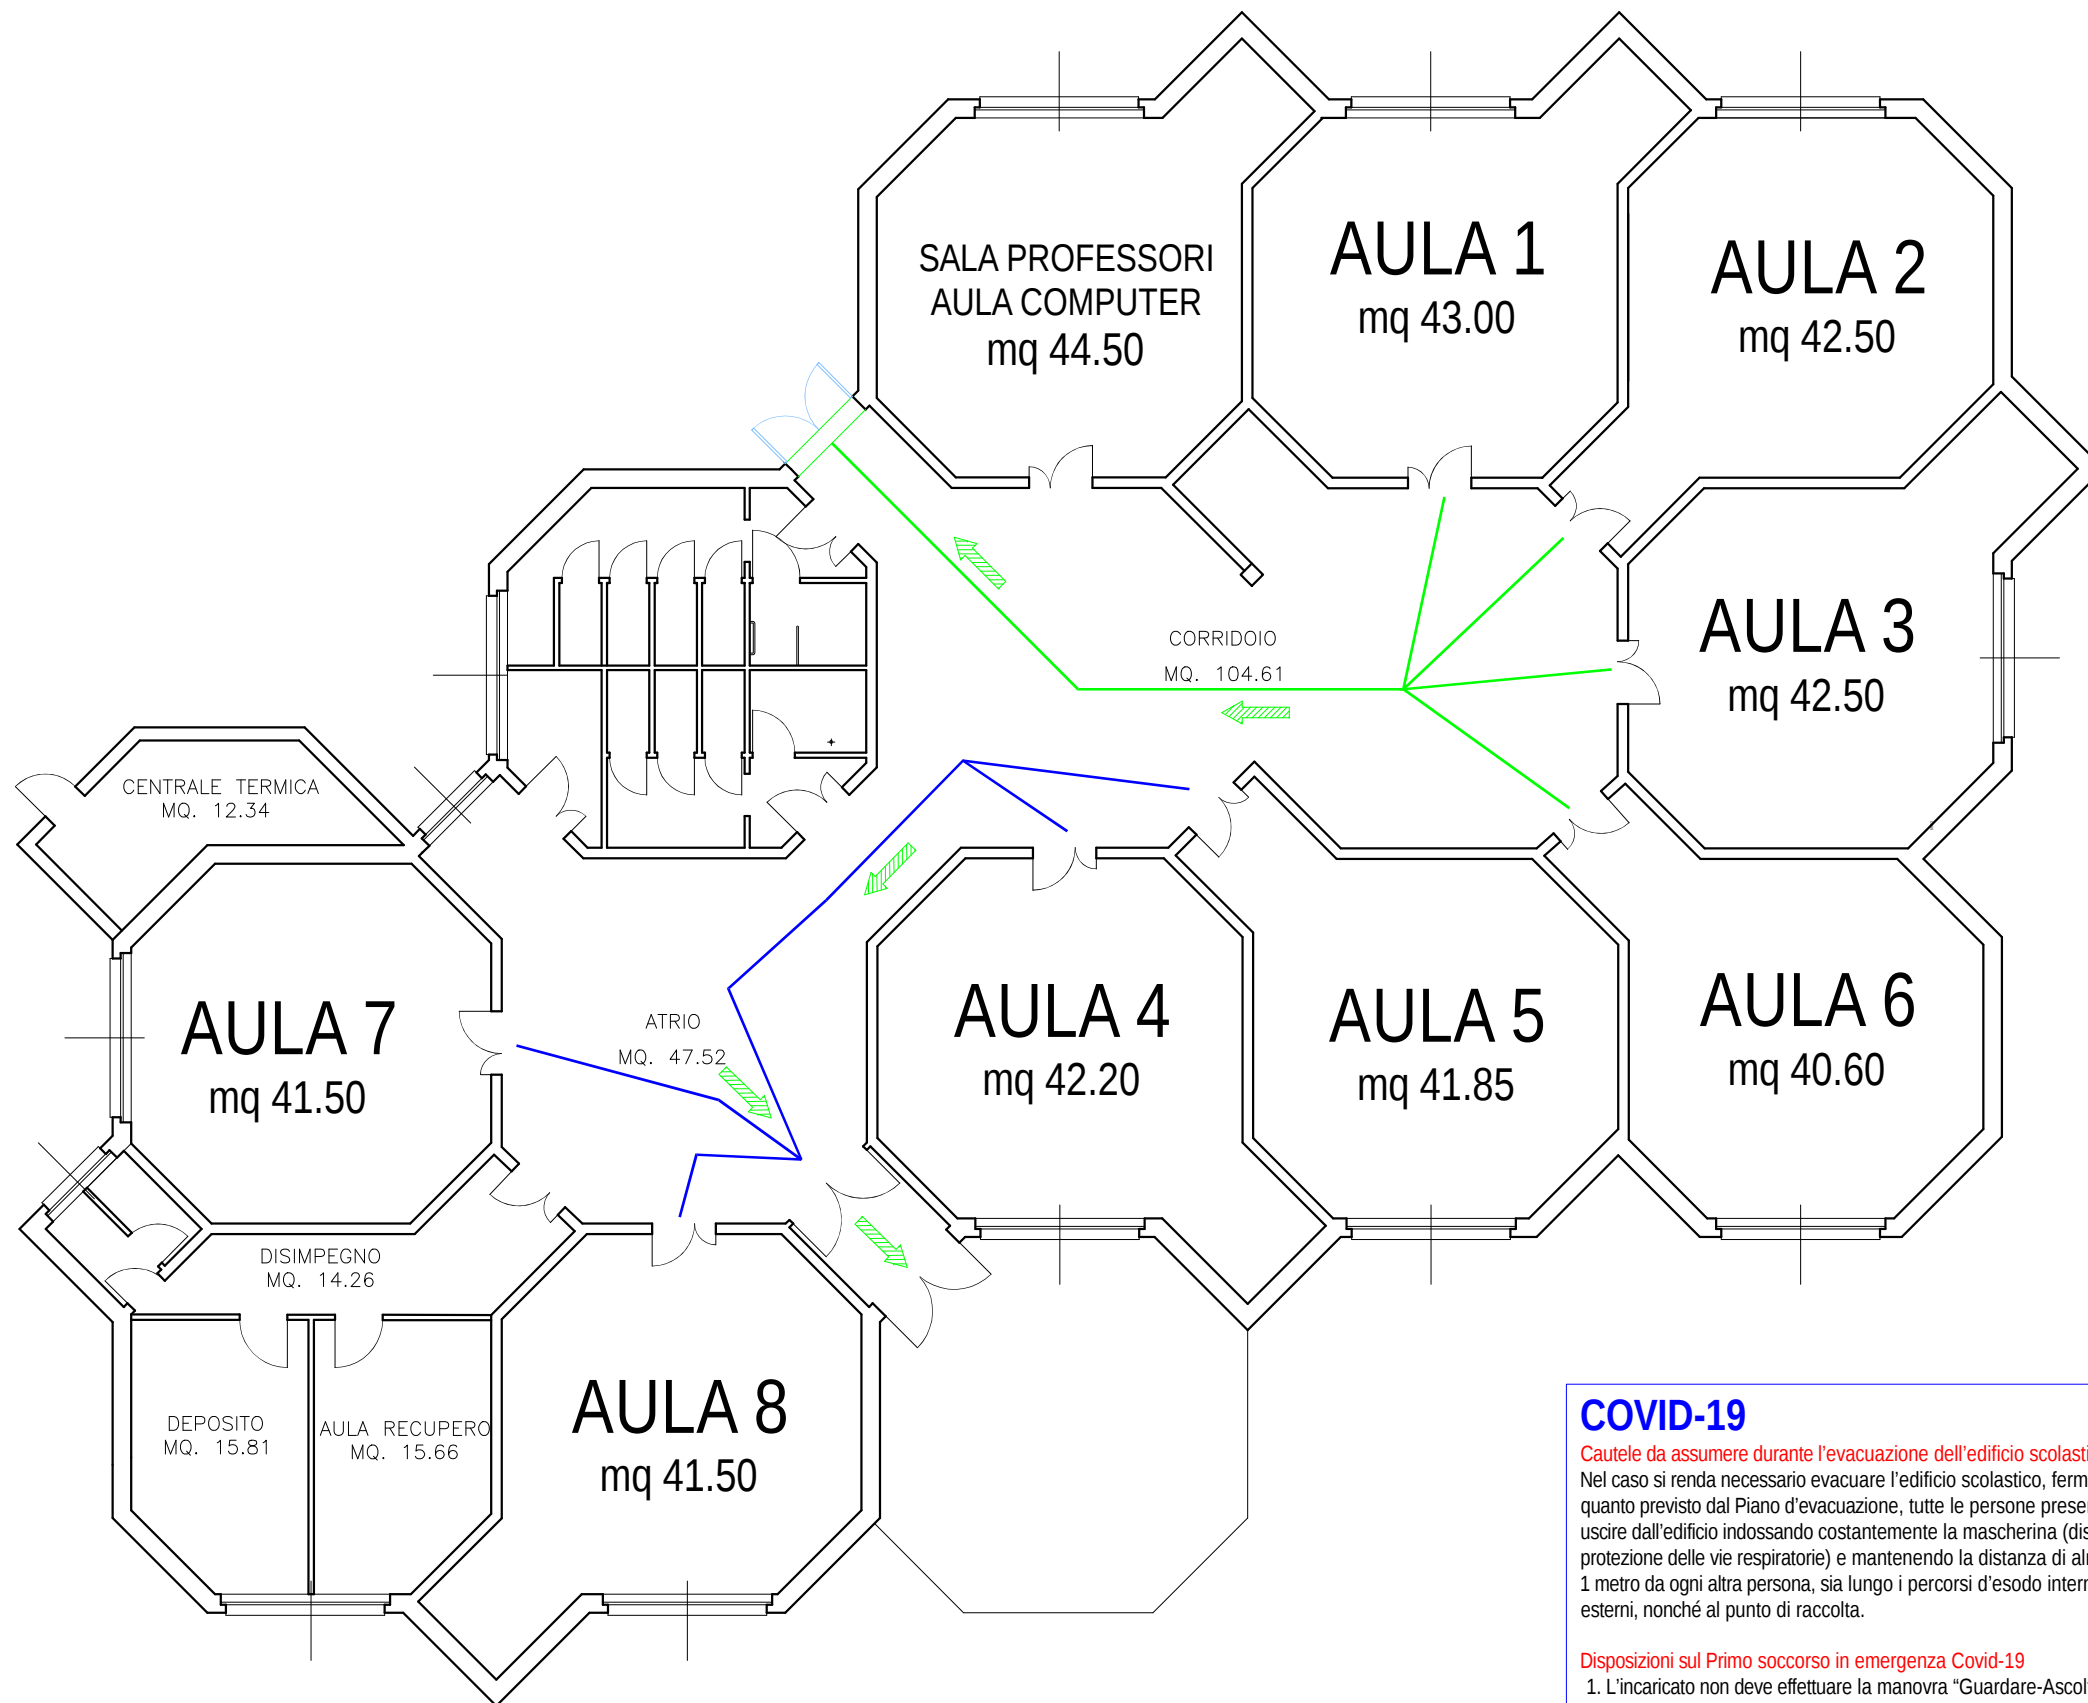 SALA PROFESSORI
AULA COMPUTER
mq 44.50
AULA 1
mq 43.00
AULA 2
mq 42.50
CORRIDOIO
MQ. 104.61
AULA 3
mq 42.50
CENTRALE TERMICA
MQ. 12.34
AULA 7
mq 41.50
ATRIO
MQ. 47.52
AULA 4
mq 42.20
AULA 5
mq 41.85
AULA 6
mq 40.60
DISIMPEGNO
MQ. 14.26
DEPOSITO
MQ. 15.81
AULA RECUPERO
MQ. 15.66
AULA 8
mq 41.50
COVID-19
Cautele da assumere durante l'evacuazione dell'edificio
Nel caso si renda necessario evacuare l'edificio scolastico,
quanto previsto dal Piano d'evacuazione, tutte le persone
uscire dall'edificio indossando costantemente la mascherina
protezione delle vie respiratorie) e mantenendo la distanza di
1 metro da ogni altra persona, sia lungo i percorsi d'esodo
esterni, nonché al punto di raccolta.
Disposizioni sul Primo soccorso in emergenza Covid-19
1. L'incaricato non deve effettuare la manovra “Guardare-